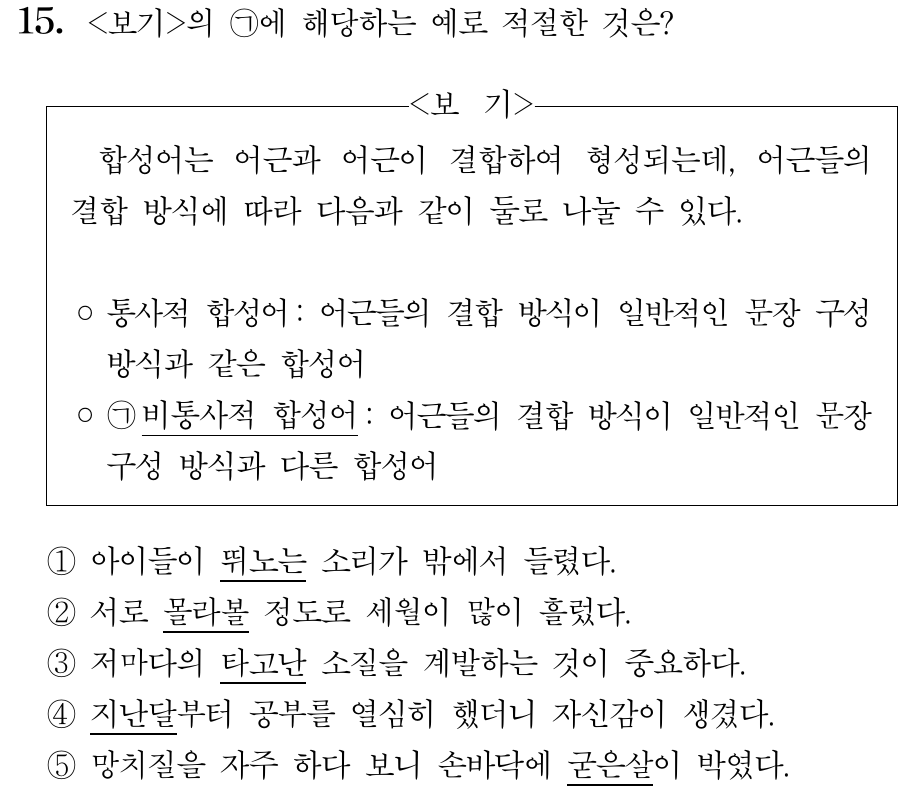 15. <보기>의 ㉠에 해당하는 예로 적절한 것은?
<보 기>
합성어는 어근과 어근이 결합하여 형성되는데, 어근들의
결합 방식에 따라 다음과 같이 둘로 나눌 수 있다.
○ 통사적 합성어: 어근들의 결합 방식이 일반적인 문장 구성
방식과 같은 합성어
○ ㉠비통사적 합성어: 어근들의 결합 방식이 일반적인 문장
구성 방식과 다른 합성어
① 아이들이 뛰노는 소리가 밖에서 들렸다.
② 서로 몰라볼 정도로 세월이 많이 흘렀다.
③ 저마다의 타고난 소질을 계발하는 것이 중요하다.
④ 지난달부터 공부를 열심히 했더니 자신감이 생겼다.
⑤ 망치질을 자주 하다 보니 손바닥에 굳은살이 박였다.